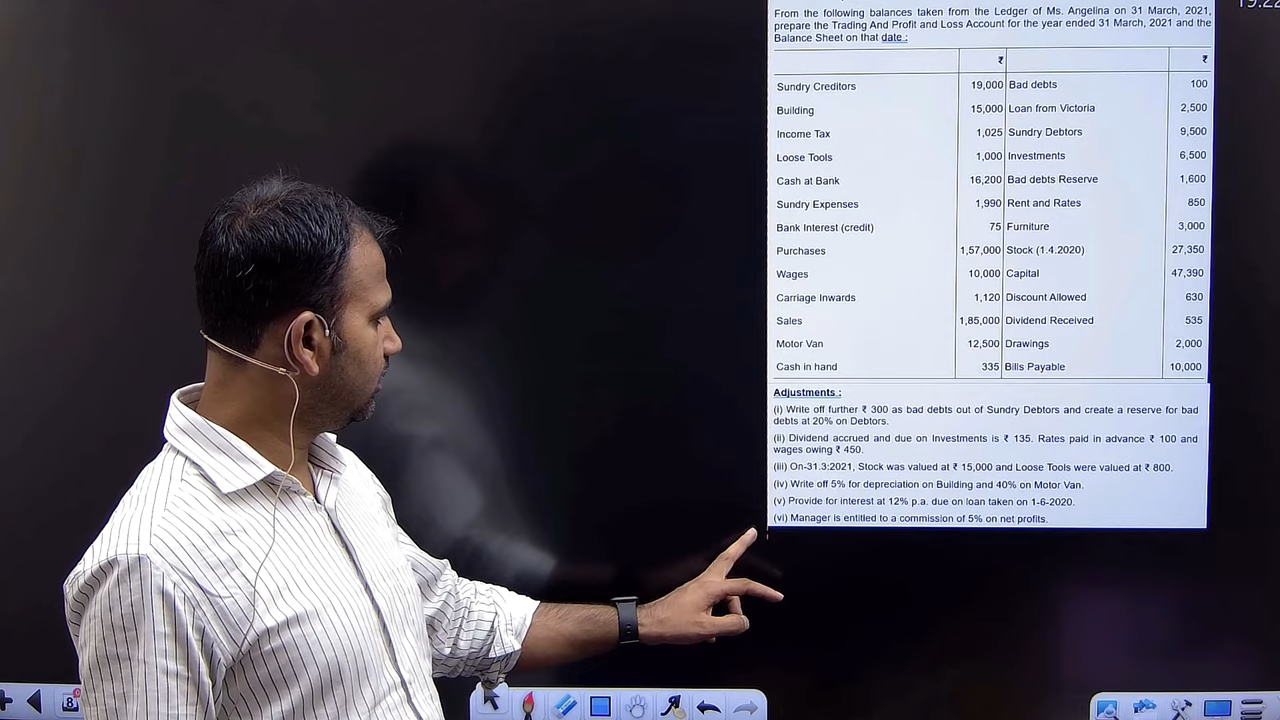 19:22
From the following balances taken from the Ledger of Ms. Angelina on 31 March, 2021,
prepare the Trading And Profit and Loss Account for the year ended 31 March, 2021 and the
Balance Sheet on that date :
₹ ₹
Sundry Creditors 19,000 Bad debts 100
Building 15,000 Loan from Victoria 2,500
Income Tax 1,025 Sundry Debtors 9,500
Loose Tools 1,000 Investments 6,500
Cash at Bank 16,200 Bad debts Reserve 1,600
Sundry Expenses 1,990 Rent and Rates 850
Bank Interest (credit) 75 Furniture 3,000
Purchases 1,57,000 Stock (1.4.2020) 27,350
Wages 10,000 Capital 47,390
Carriage Inwards 1,120 Discount Allowed 630
Sales 1,85,000 Dividend Received 535
Motor Van 12,500 Drawings 2,000
Cash in hand 335 Bills Payable 10,000
Adjustments :
(i) Write off further ₹ 300 as bad debts out of Sundry Debtors and create a reserve for bad
debts at 20% on Debtors.
(ii) Dividend accrued and due on Investments is ₹ 135. Rates paid in advance ₹ 100 and
wages owing ₹ 450.
(iii) On-31.3:2021, Stock was valued at ₹ 15,000 and Loose Tools were valued at ₹ 800.
(iv) Write off 5% for depreciation on Building and 40% on Motor Van.
(v) Provide for interest at 12% p.a. due on loan taken on 1-6-2020.
(vi) Manager is entitled to a commission of 5% on net profits.
8